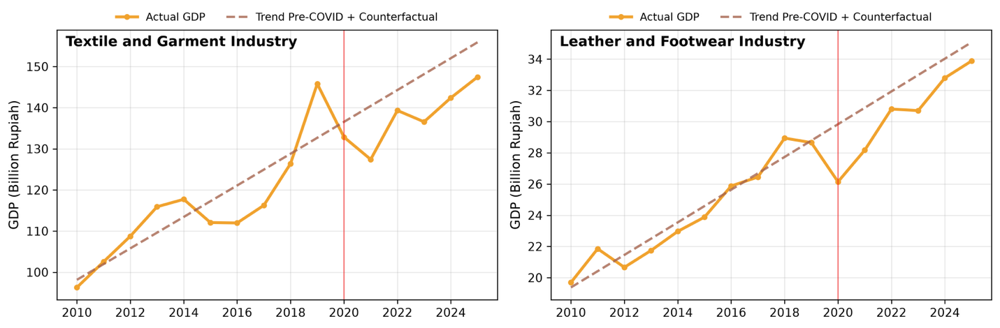 Actual GDP
Trend Pre-COVID + Counterfactual
Textile and Garment Industry
GDP (Billion Rupiah)
150
140
130
120
110
100
2010 2012 2014 2016 2018 2020 2022 2024
Actual GDP
Trend Pre-COVID + Counterfactual
Leather and Footwear Industry
GDP (Billion Rupiah)
34
32
30
28
26
24
22
20
2010 2012 2014 2016 2018 2020 2022 2024